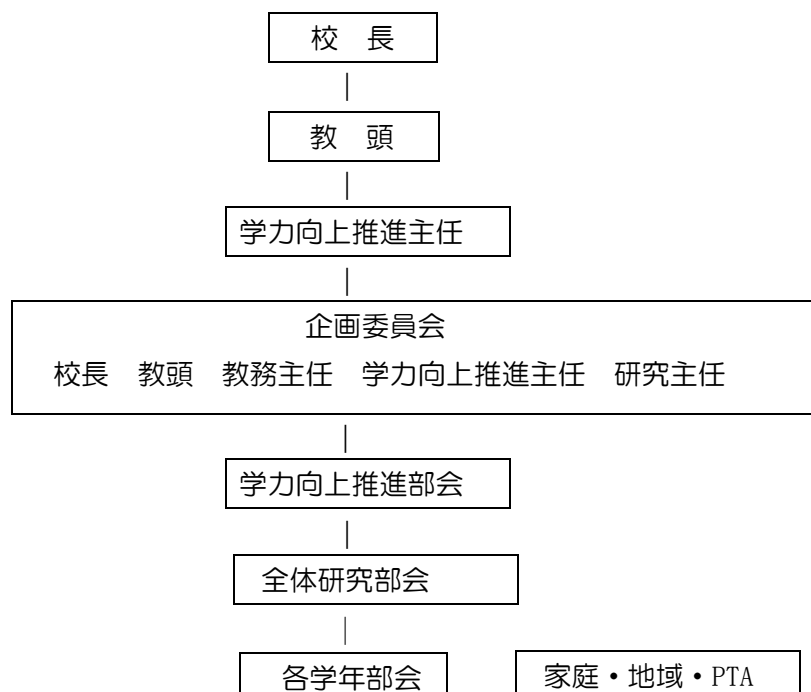 校　長
教　頭
学力向上推進主任
企画委員会
校長　教頭　教務主任　学力向上推進主任　研究主任
学力向上推進部会
全体研究部会
各学年部会
家庭・地域・PTA